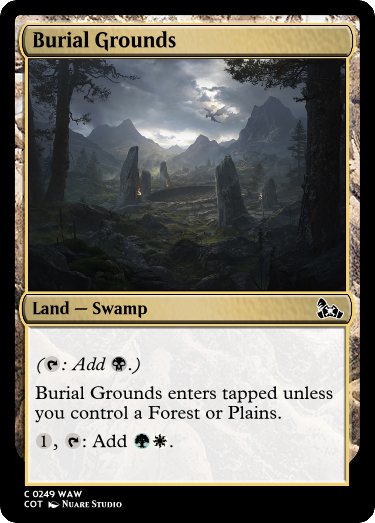 Burial Grounds
Land — Swamp
(: Add .)
Burial Grounds enters tapped unless
you control a Forest or Plains.
1, : Add .
C 0249 WAW
COT Nuare Studio